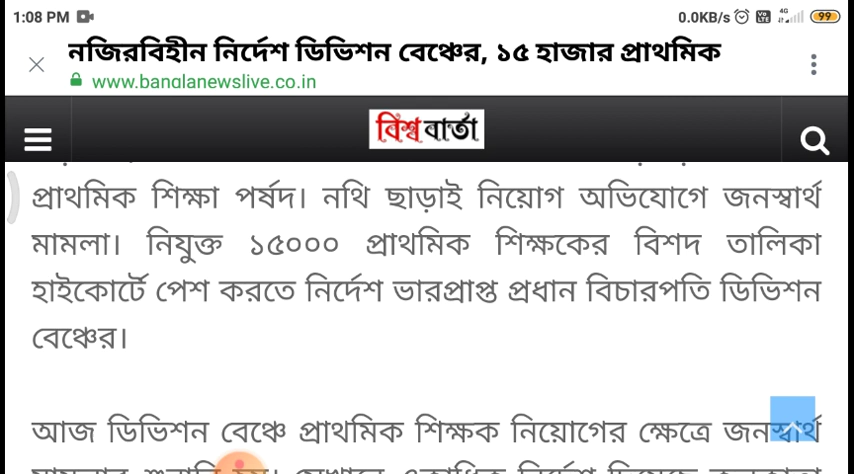 1:08 PM
0.0KB/s 4G 99
নজিরবিহীন নির্দেশ ডিভিশন বেঞ্চের, ১৫ হাজার প্রাথমিক
www.banglanewslive.co.in
বিশ্ববার্তা
প্রাথমিক শিক্ষা পর্ষদ। নথি ছাড়াই নিয়োগ অভিযোগে জনস্বার্থ
মামলা। নিযুক্ত ১৫০০০ প্রাথমিক শিক্ষকের বিশদ তালিকা
হাইকোর্টে পেশ করতে নির্দেশ ভারপ্রাপ্ত প্রধান বিচারপতি ডিভিশন
বেঞ্চের।
আজ ডিভিশন বেঞ্চে প্রাথমিক শিক্ষক নিয়োগের ক্ষেত্রে জনস্বার্থ